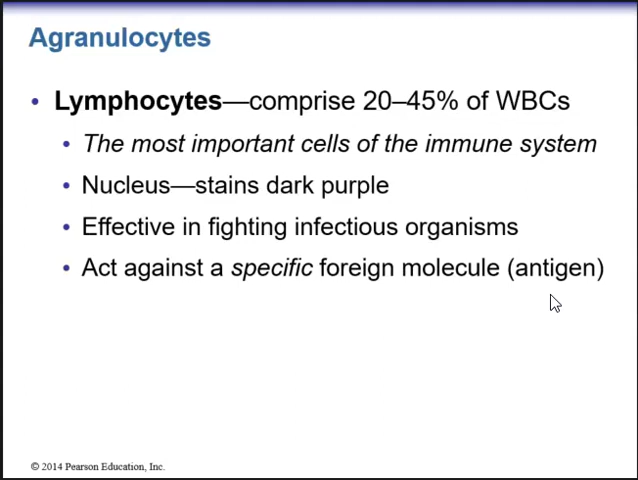 Agranulocytes
• Lymphocytes—comprise 20–45% of WBCs
• The most important cells of the immune system
• Nucleus—stains dark purple
• Effective in fighting infectious organisms
• Act against a specific foreign molecule (antigen)
© 2014 Pearson Education, Inc.